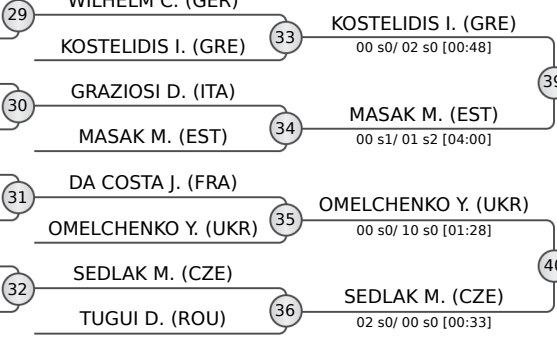 WILHELM C. (GER)
29
KOSTELIDIS I. (GRE)
33
KOSTELIDIS I. (GRE)
00 s0/ 02 s0 [00:48]
39
GRAZIOSI D. (ITA)
30
MASAK M. (EST)
34
MASAK M. (EST)
00 s1/ 01 s2 [04:00]
DA COSTA J. (FRA)
31
OMELCHENKO Y. (UKR)
35
OMELCHENKO Y. (UKR)
00 s0/ 10 s0 [01:28]
40
SEDLAK M. (CZE)
32
TUGUI D. (ROU)
36
SEDLAK M. (CZE)
02 s0/ 00 s0 [00:33]